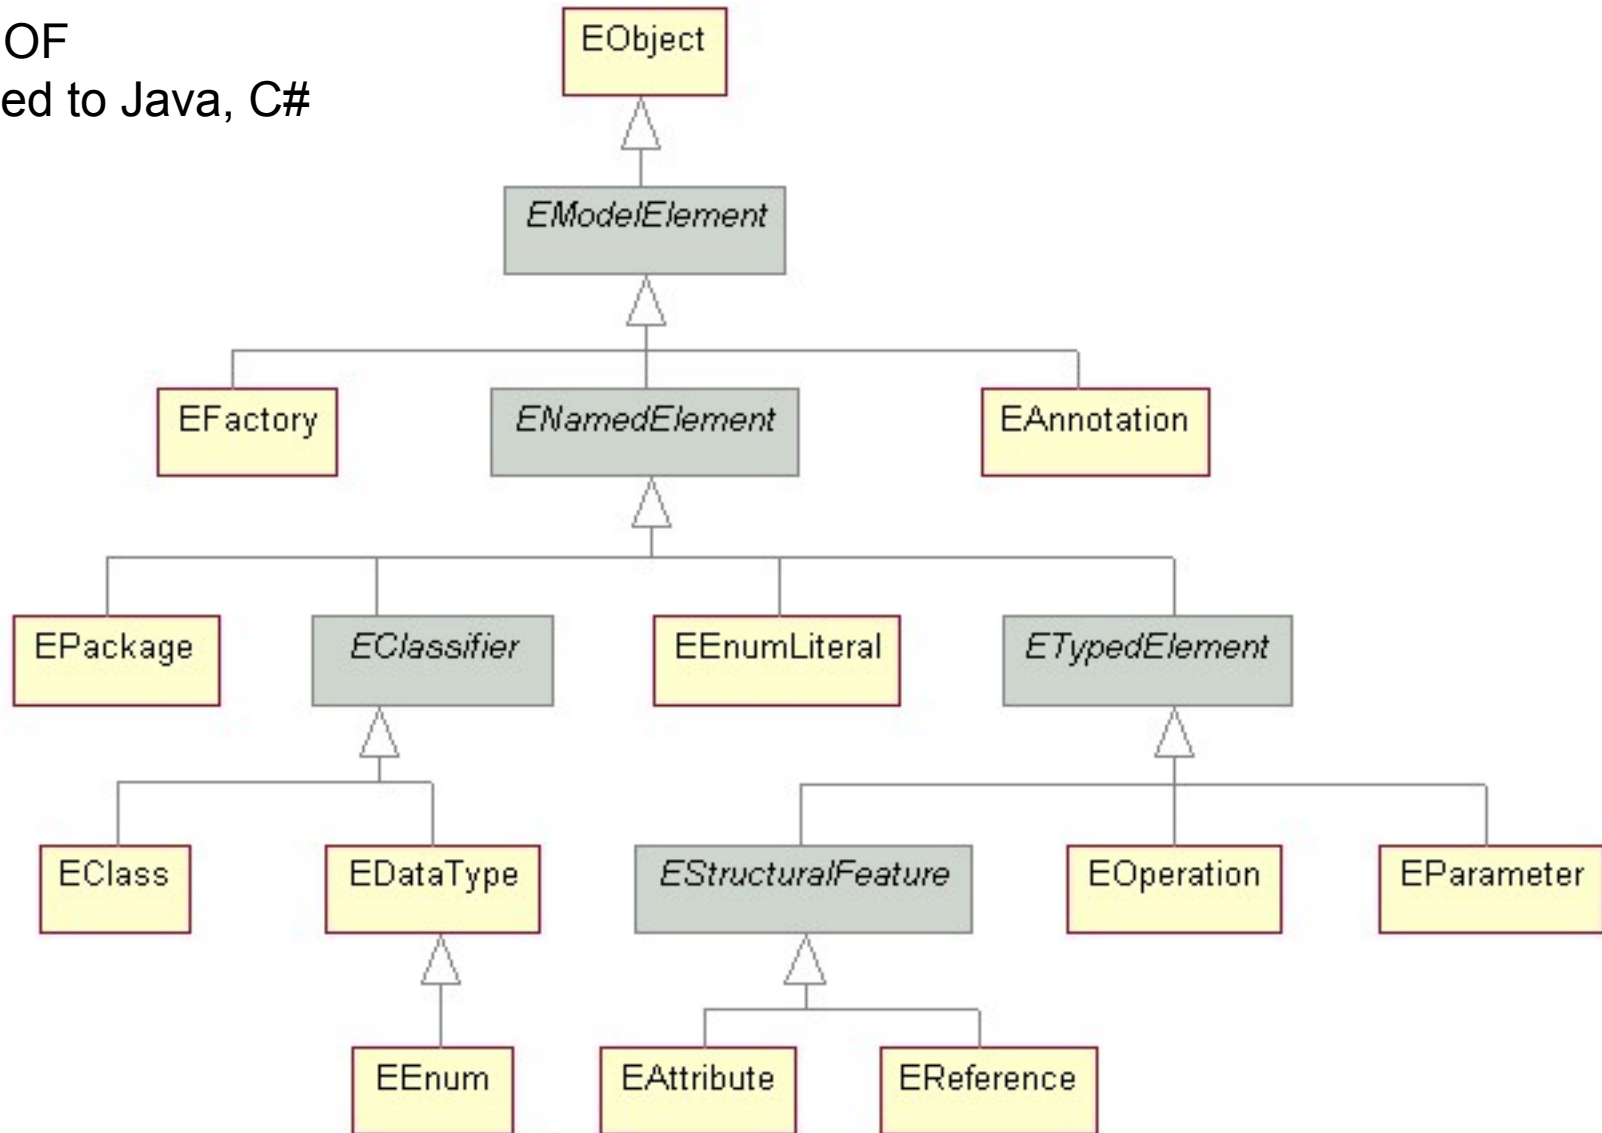 OF
ed to Java, C#
EObject
EModelElement
EFactory
ENamedElement
EAnnotation
EPackage
EClassifier
EEnumLiteral
ETypedElement
EClass
EDataType
EStructuralFeature
EOperation
EParameter
EEnum
EAttribute
EReference